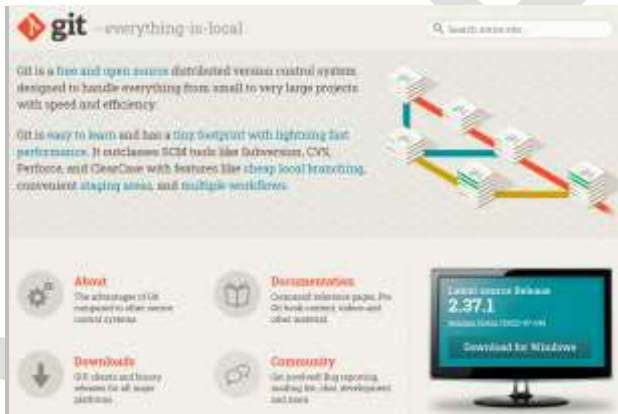 git --everything-is-local
Search entire site...
Git is a free and open source distributed version control system
designed to handle everything from small to very large projects
with speed and efficiency.
Git is easy to learn and has a tiny footprint with lightning fast
performance. It outclasses SCM tools like Subversion, CVS,
Perforce, and ClearCase with features like cheap local branching,
convenient staging areas, and multiple workflows.
About
The advantages of Git
compared to other source
control systems.
Documentation
Command reference pages, Pro
Git book content, videos and
other material.
Downloads
GUI clients and binary
releases for all major
platforms.
Community
Get involved! Bug reporting,
mailing list, chat, development
and more.
Latest source Release
2.37.1
Release Notes
Download for Windows